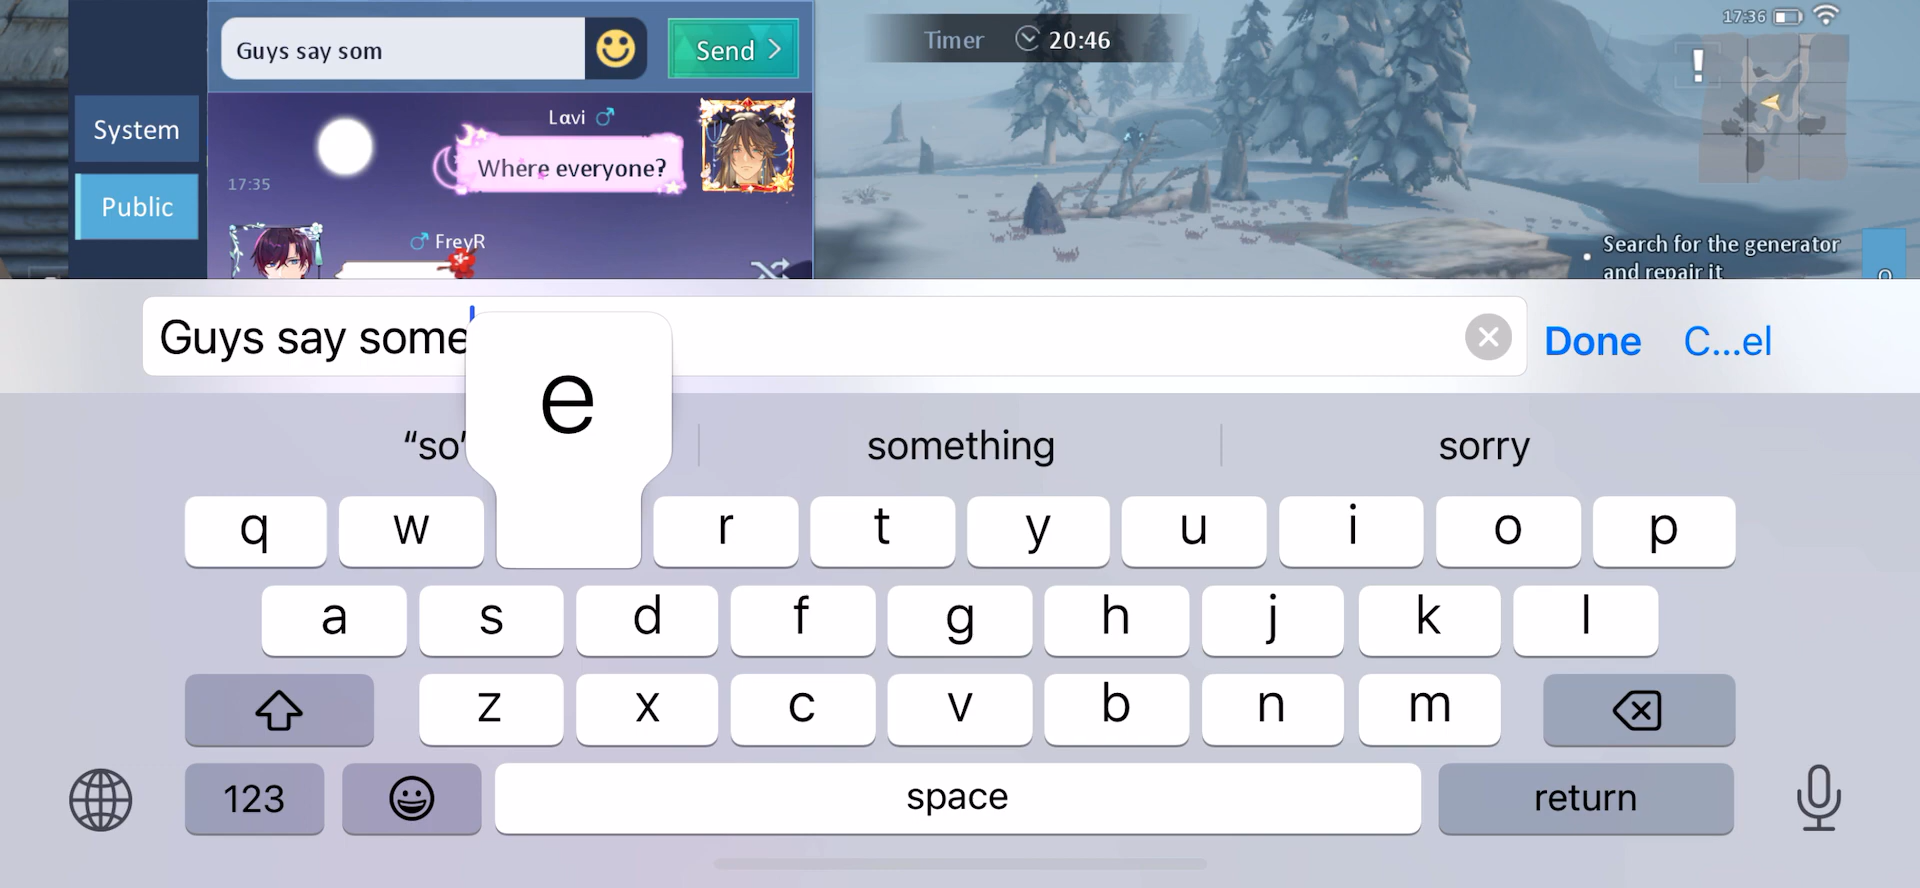 Guys say som
Send
Timer 20:46
17:36
System
Lαvi
Where everyone?
17:35
Public
FreyR
Search for the generator
and repair it
Guys say some
Done C...el
e
“so” something sorry
q w r t y u i o p
a s d f g h j k l
z x c v b n m
123 space return